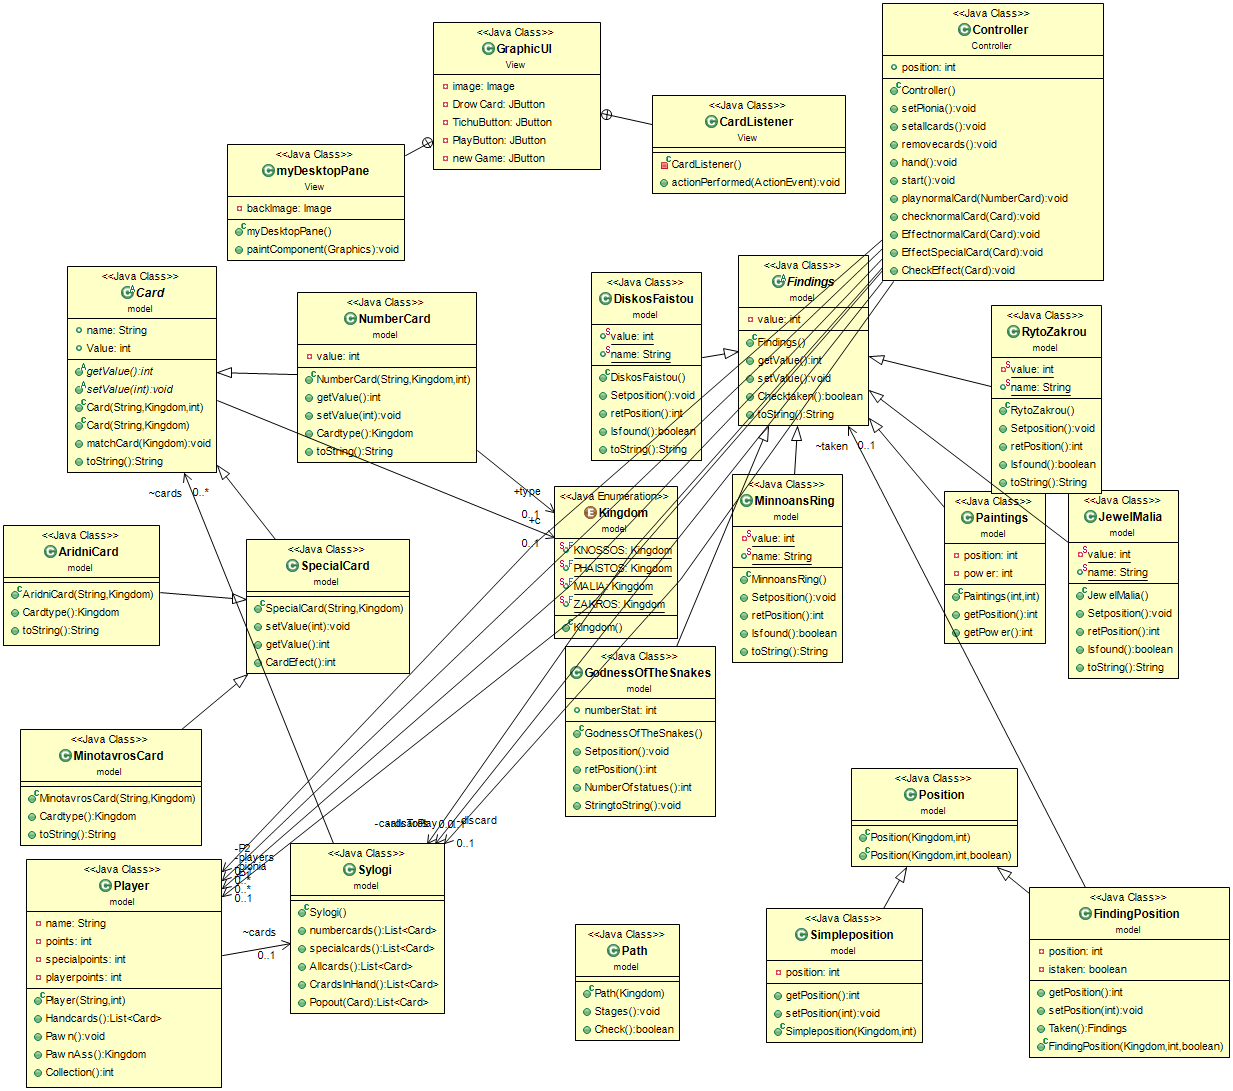 <<Java Class>>
GraphicUI
View
image: Image
Drow Card: JButton
TichuButton: JButton
PlayButton: JButton
new Game: JButton
<<Java Class>>
CardListener
View
CardListener()
actionPerformed(ActionEvent):void
<<Java Class>>
Controller
Controller
position: int
Controller()
setPionia():void
setallcards():void
removecards():void
hand():void
start():void
playnormalCard(NumberCard):void
checknormalCard(Card):void
EffectnormalCard(Card):void
EffectSpecialCard(Card):void
CheckEffect(Card):void
<<Java Class>>
myDesktopPane
View
backImage: Image
myDesktopPane()
paintComponent(Graphics):void
<<Java Class>>
Card
model
name: String
Value: int
getValue():int
setValue(int):void
Card(String,Kingdom,int)
Card(String,Kingdom)
matchCard(Kingdom):void
toString():String
<<Java Class>>
NumberCard
model
value: int
NumberCard(String,Kingdom,int)
getValue():int
setValue(int):void
Cardtype():Kingdom
toString():String
<<Java Class>>
DiskosFaistou
model
value: int
name: String
DiskosFaistou()
Setposition():void
retPosition():int
Isfound():boolean
toString():String
<<Java Class>>
Findings
model
value: int
Findings()
getValue():int
setValue():void
Checktaken():boolean
toString():String
<<Java Class>>
RytoZakrou
model
value: int
name: String
RytoZakrou()
Setposition():void
retPosition():int
Isfound():boolean
toString():String
~taken
0..1
~cards
0..*
+type
0..1
+c
0..1
<<Java Enumeration>>
Kingdom
model
KNOSSOS: Kingdom
PHAISTOS: Kingdom
MALIA: Kingdom
ZAKROS: Kingdom
Kingdom()
<<Java Class>>
MinnoansRing
model
value: int
name: String
MinnoansRing()
Setposition():void
retPosition():int
Isfound():boolean
toString():String
<<Java Class>>
Paintings
model
position: int
power: int
Paintings(int,int)
getPosition():int
getPower():int
<<Java Class>>
JewelMalia
model
value: int
name: String
JewelMalia()
Setposition():void
retPosition():int
Isfound():boolean
toString():String
<<Java Class>>
AridniCard
model
AridniCard(String,Kingdom)
Cardtype():Kingdom
toString():String
<<Java Class>>
SpecialCard
model
SpecialCard(String,Kingdom)
setValue(int):void
getValue():int
CardEfect():int
<<Java Class>>
GodnessOfTheSnakes
model
numberStat: int
GodnessOfTheSnakes()
Setposition():void
retPosition():int
NumberOfstatues():int
StringtoString():void
<<Java Class>>
MinotavrosCard
model
MinotavrosCard(String,Kingdom)
Cardtype():Kingdom
toString():String
-discard
0..1
-P2
-players
-pionia
0..*
0..1
<<Java Class>>
Player
model
name: String
points: int
specialpoints: int
playerpoints: int
Player(String,int)
Handcards():List<Card>
Pawn():void
PawnAss():Kingdom
Collection():int
~cards
0..1
<<Java Class>>
Sylogi
model
Sylogi()
numbercards():List<Card>
specialcards():List<Card>
Allcards():List<Card>
CrardsInHand():List<Card>
Popout(Card):List<Card>
<<Java Class>>
Path
model
Path(Kingdom)
Stages():void
Check():boolean
<<Java Class>>
Position
model
Position(Kingdom,int)
Position(Kingdom,int,boolean)
<<Java Class>>
Simpleposition
model
position: int
getPosition():int
setPosition(int):void
Simpleposition(Kingdom,int)
<<Java Class>>
FindingPosition
model
position: int
istaken: boolean
getPosition():int
setPosition(int):void
Taken():Findings
FindingPosition(Kingdom,int,boolean)